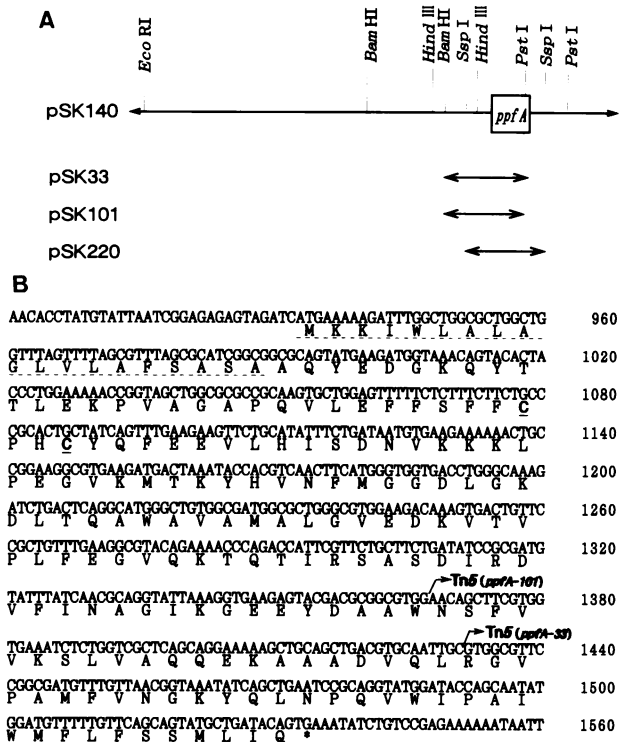 A
Eco RI
Bam HI
Hind III
Bam HI
Ssp I
Hind III
Pst I
Ssp I
Pst I
pSK140
ppf A
pSK33
pSK101
pSK220
B
AACACCTATGTATTAATCGGAGAGAGTAGATCATGAAAAAGATTTGGCTGGCGCTGGCTG 960
M K K I W L A L A
GTTTAGTTTTAGCGTTTAGCGCATCGGCGGCGCAGTATGAAGATGGTAAACAGTACACTA 1020
G L V L A F S A S A A Q Y E D G K Q Y T
CCCTGGAAAAACCGGTAGCTGGCGCGCCGCAAGTGCTGGAGTTTTTCTCTTTCTTCTGCC 1080
T L E K P V A G A P Q V L E F F S F F C
CGCACTGCTATCAGTTTGAAGAAGTTCTGCATATTTCTGATAATGTGAAGAAAAAACTGC 1140
P H C Y Q F E E V L H I S D N V K K K L
CGGAAGGCGTGAAGATGACTAAATACCACGTCAACTTCATGGGTGGTGACCTGGGCAAAG 1200
P E G V K M T K Y H V N F M G G D L G K
ATCTGACTCAGGCATGGGCTGTGGCGATGGCGCTGGGCGTGGAAGACAAAGTGACTGTTC 1260
D L T Q A W A V A M A L G V E D K V T V
CGCTGTTTGAAGGCGTACAGAAAACCCAGACCATTCGTTCTGCTTCTGATATCCGCGATG 1320
P L F E G V Q K T Q T I R S A S D I R D
Tn5 (ppfA-101)
TATTTATCAACGCAGGTATTAAAGGTGAAGAGTACGACGCGGCGTGGAACAGCTTCGTGG 1380
V F I N A G I K G E E Y D A A W N S F V
Tn5 (ppfA-33)
TGAAATCTCTGGTCGCTCAGCAGGAAAAAGCTGCAGCTGACGTGCAATTGCGTGGCGTTC 1440
V K S L V A Q Q E K A A A D V Q L R G V
CGGCGATGTTTGTTAACGGTAAATATCAGCTGAATCCGCAGGTATGGATACCAGCAATAT 1500
P A M F V N G K Y Q L N P Q V W I P A I
GGATGTTTTTGTTCAGCAGTATGCTGATACAGTGAAATATCTGTCCGAGAAAAAATAATT 1560
W M F L F S S M L I Q *